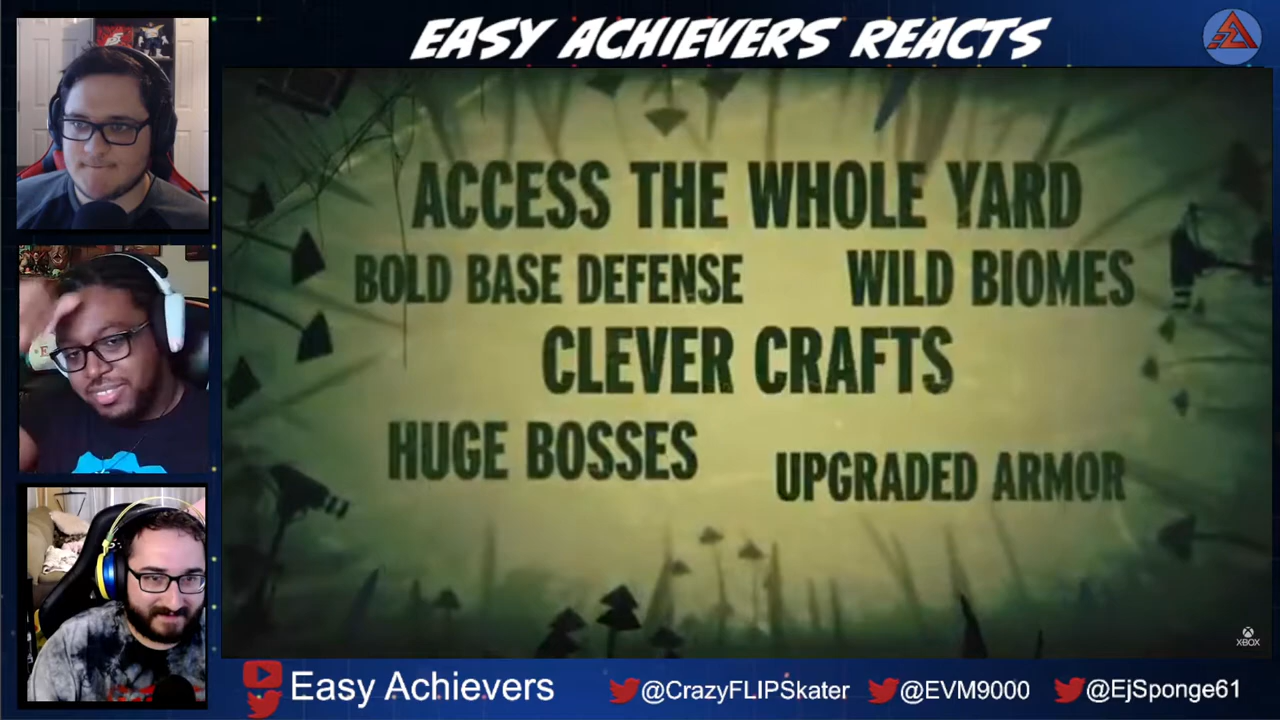 EASY ACHIEVERS REACTS
ACCESS THE WHOLE YARD
BOLD BASE DEFENSE WILD BIOMES
CLEVER CRAFTS
HUGE BOSSES
UPGRADED ARMOR
XBOX
Easy Achievers @CrazyFLIPSkater @EVM9000 @EjSponge61